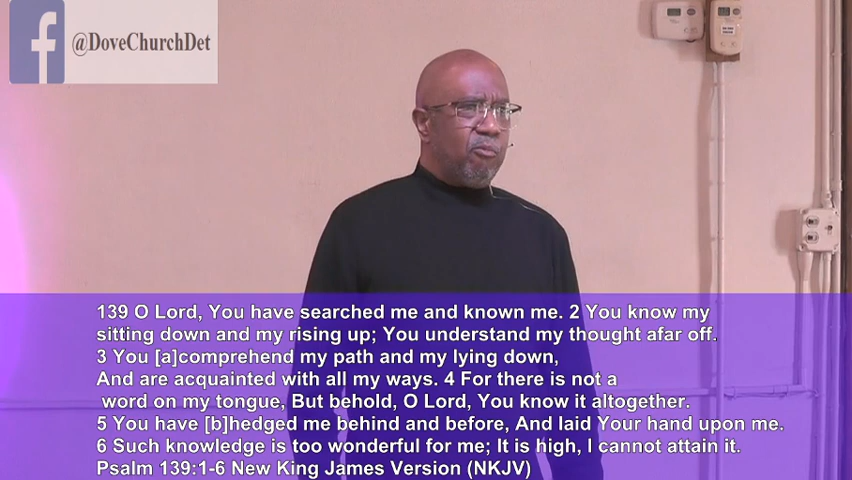 f @DoveChurchDet
139 O Lord, You have searched me and known me. 2 You know my
sitting down and my rising up; You understand my thought afar off.
3 You [a]comprehend my path and my lying down,
And are acquainted with all my ways. 4 For there is not a
word on my tongue, But behold, O Lord, You know it altogether.
5 You have [b]hedged me behind and before, And laid Your hand upon me.
6 Such knowledge is too wonderful for me; It is high, I cannot attain it.
Psalm 139:1-6 New King James Version (NKJV)